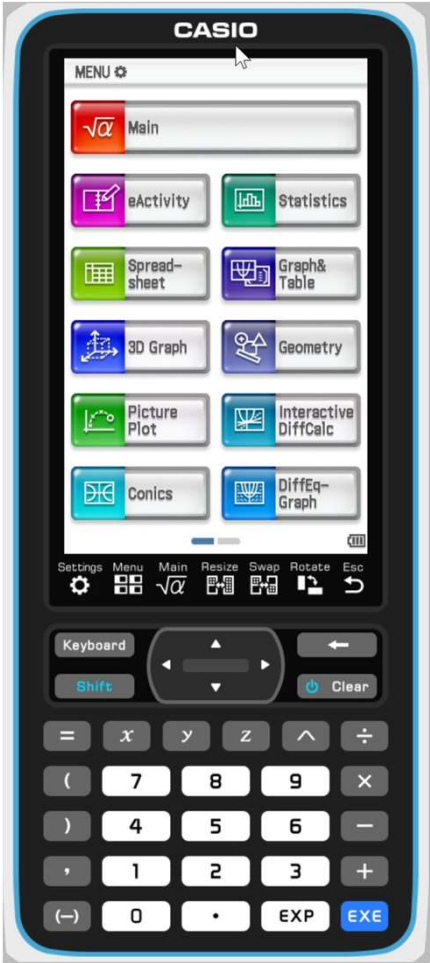 CASIO
MENU
√α Main
eActivity
Statistics
Spread-
sheet
Graph&
Table
3D Graph
Geometry
Picture
Plot
Interactive
DiffCalc
Conics
DiffEq-
Graph
Settings Menu Main Resize Swap Rotate Esc
√α
Keyboard
Shift
Clear
= x y z ^ ÷
( 7 8 9 ×
) 4 5 6 −
, 1 2 3 +
(−) 0 . EXP EXE